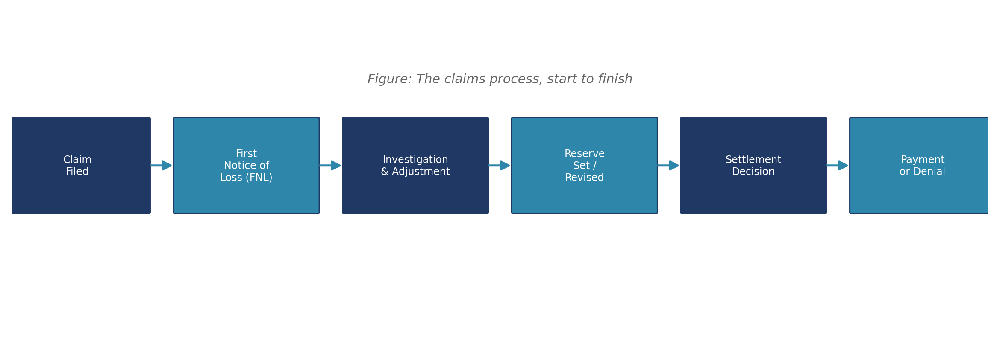 Figure: The claims process, start to finish
Claim
Filed
First
Notice of
Loss (FNL)
Investigation
& Adjustment
Reserve
Set /
Revised
Settlement
Decision
Payment
or Denial